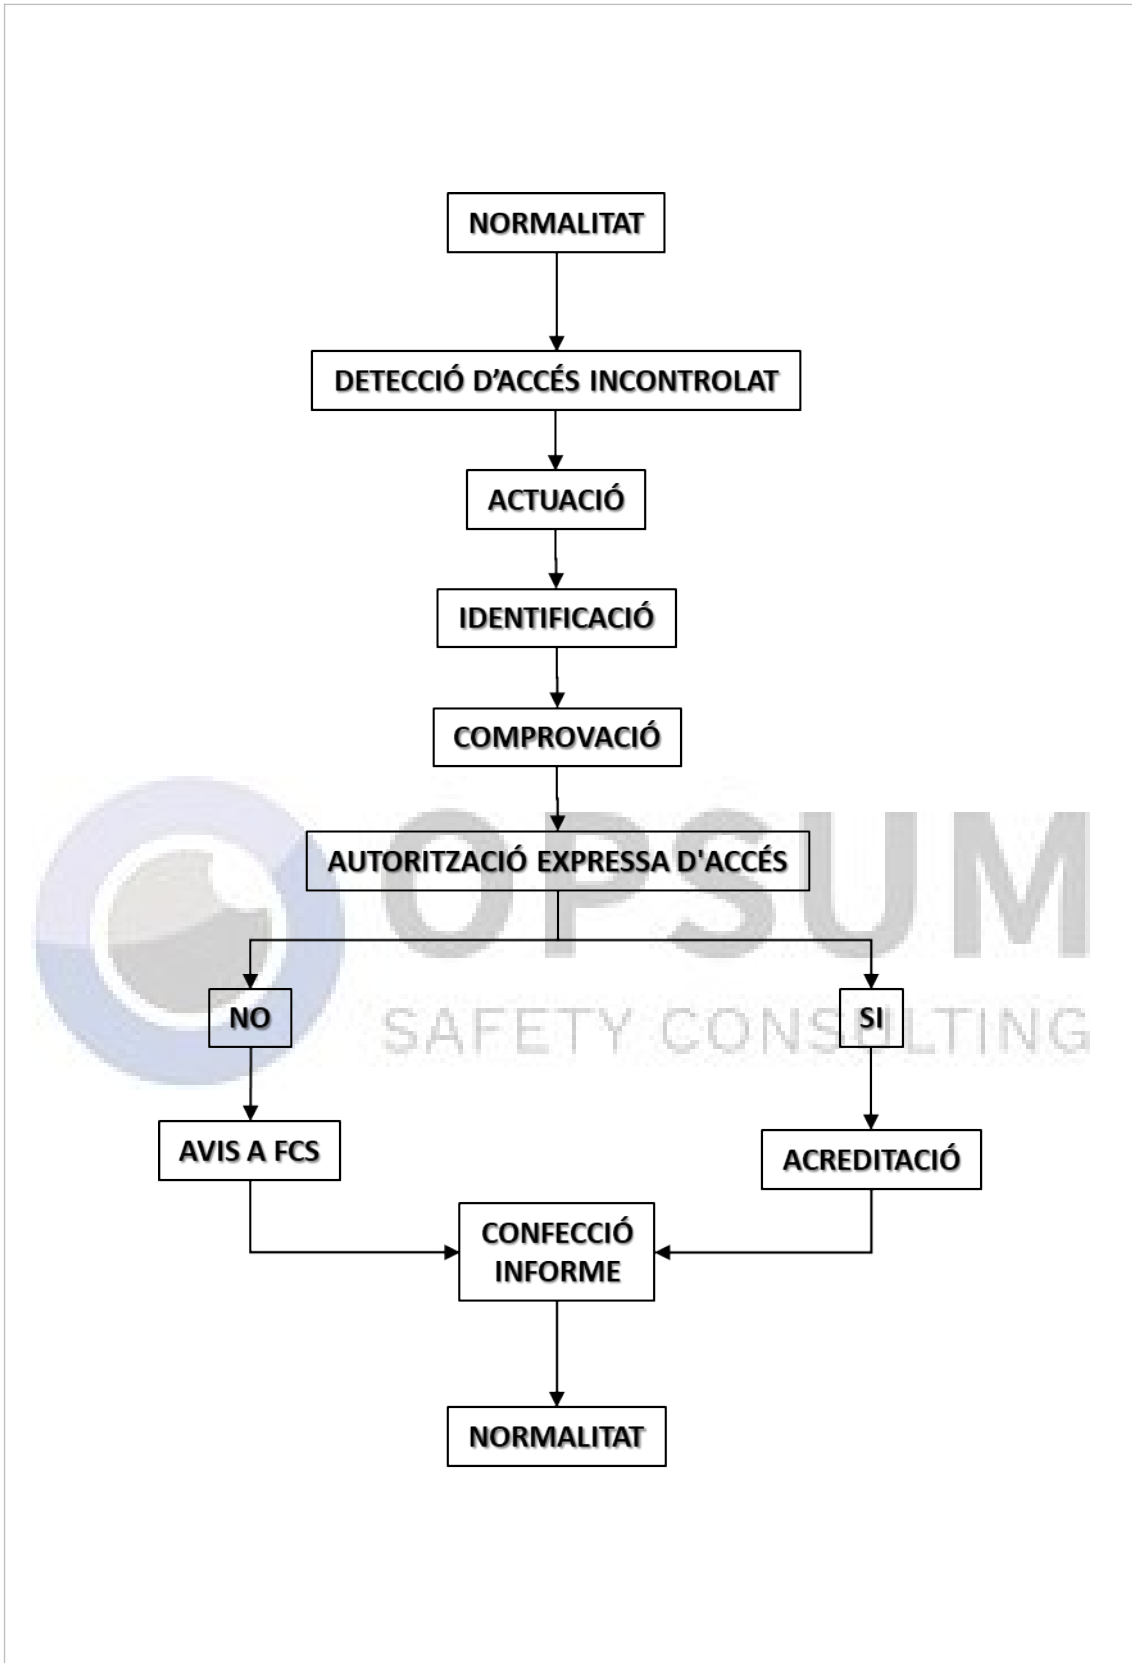 NORMALITAT
DETECCIÓ D’ACCÉS INCONTROLAT
ACTUACIÓ
IDENTIFICACIÓ
COMPROVACIÓ
OPSUM
AUTORITZACIÓ EXPRESSA D'ACCÉS
NO
SI
SAFETY CONSULTING
AVIS A FCS
ACREDITACIÓ
CONFECCIÓ
INFORME
NORMALITAT